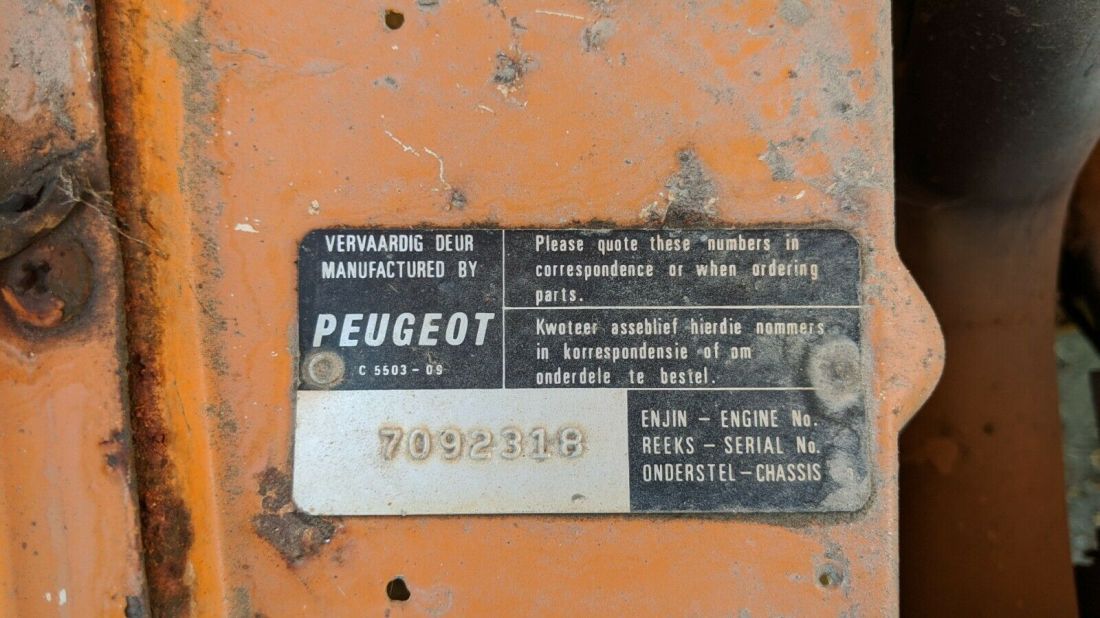 VERVAARDIG DEUR
MANUFACTURED BY
PEUGEOT
C 5503 - 09
Please quote these numbers in
correspondence or when ordering
parts.
Kwoteer asseblief hierdie nommers
in korrespondensie of om
onderdele te bestel.
7092318
ENJIN - ENGINE No.
REEKS - SERIAL No.
ONDERSTEL - CHASSIS